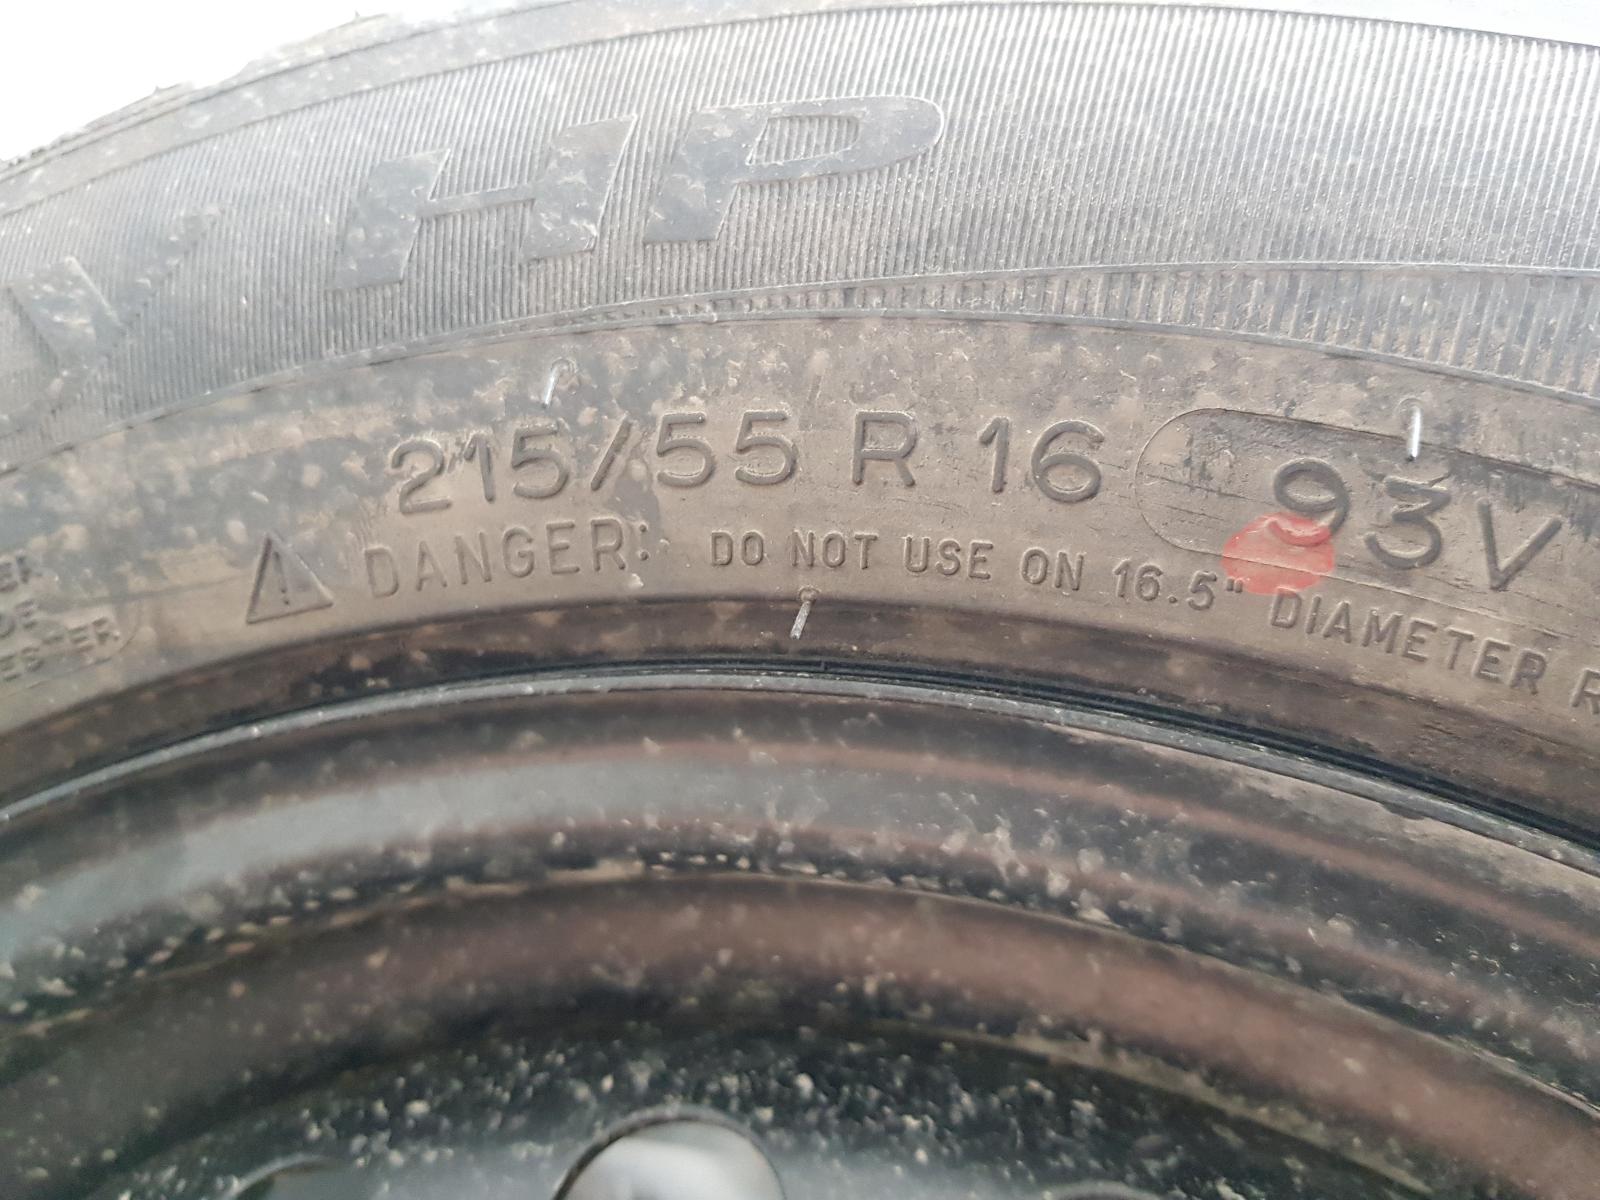 HP
215/55 R 16 93V
DANGER: DO NOT USE ON 16.5" DIAMETER R